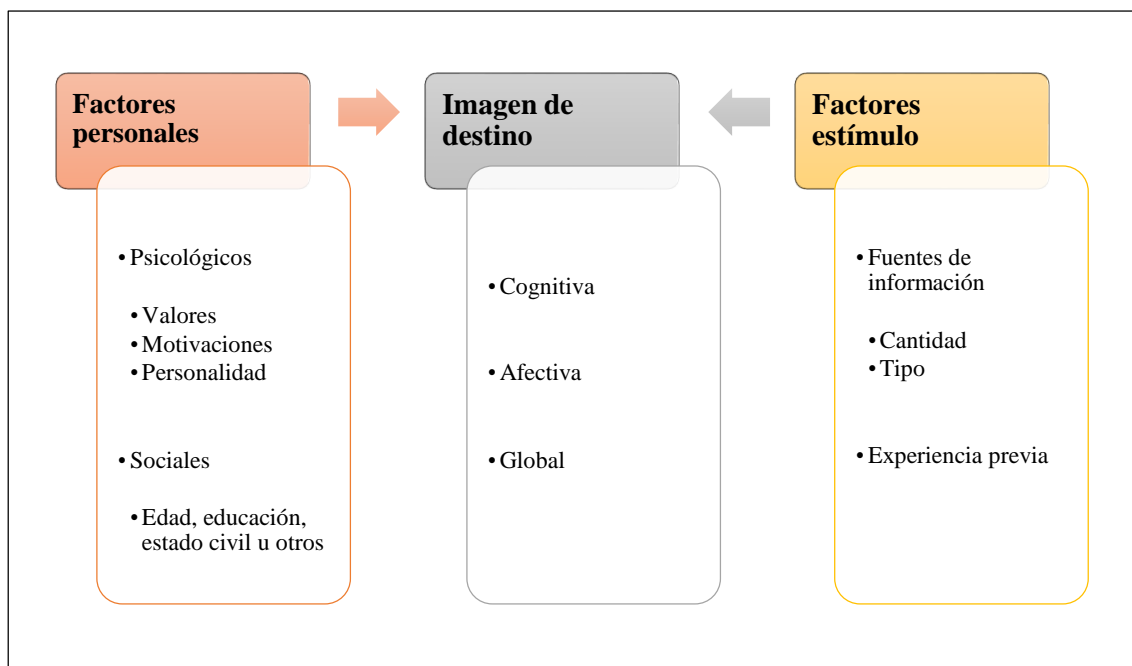 Factores
personales
• Psicológicos
• Valores
• Motivaciones
• Personalidad
• Sociales
• Edad, educación,
estado civil u otros
Imagen de
destino
• Cognitiva
• Afectiva
• Global
Factores
estímulo
• Fuentes de
información
• Cantidad
• Tipo
• Experiencia previa